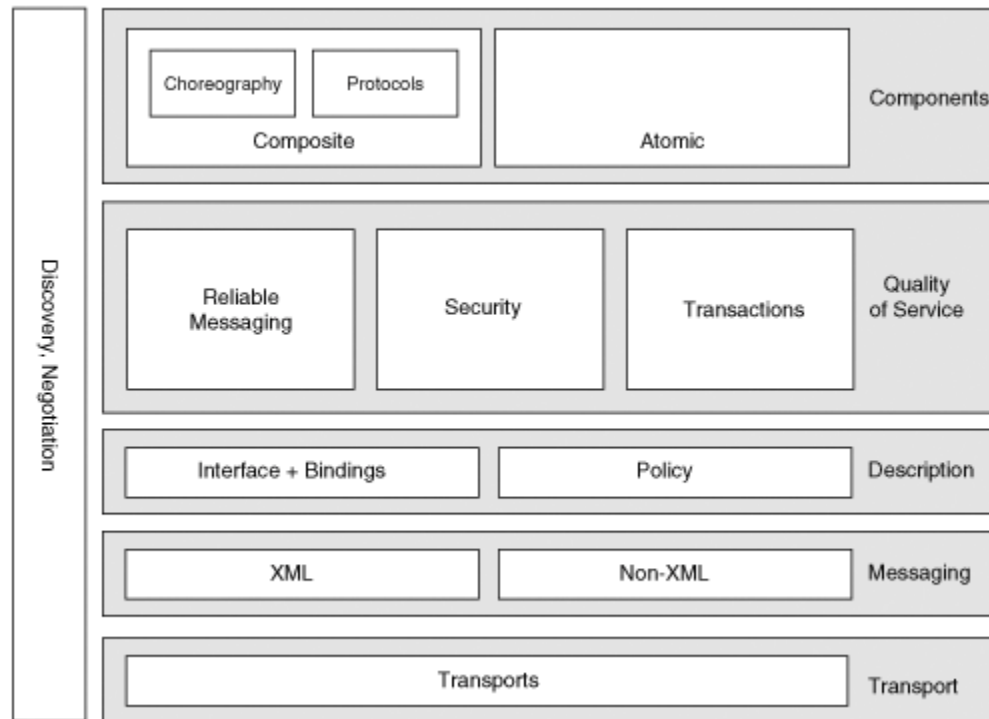 Discovery, Negotiation
Choreography
Protocols
Composite
Atomic
Components
Reliable
Messaging
Security
Transactions
Quality
of Service
Interface + Bindings
Policy
Description
XML
Non-XML
Messaging
Transports
Transport